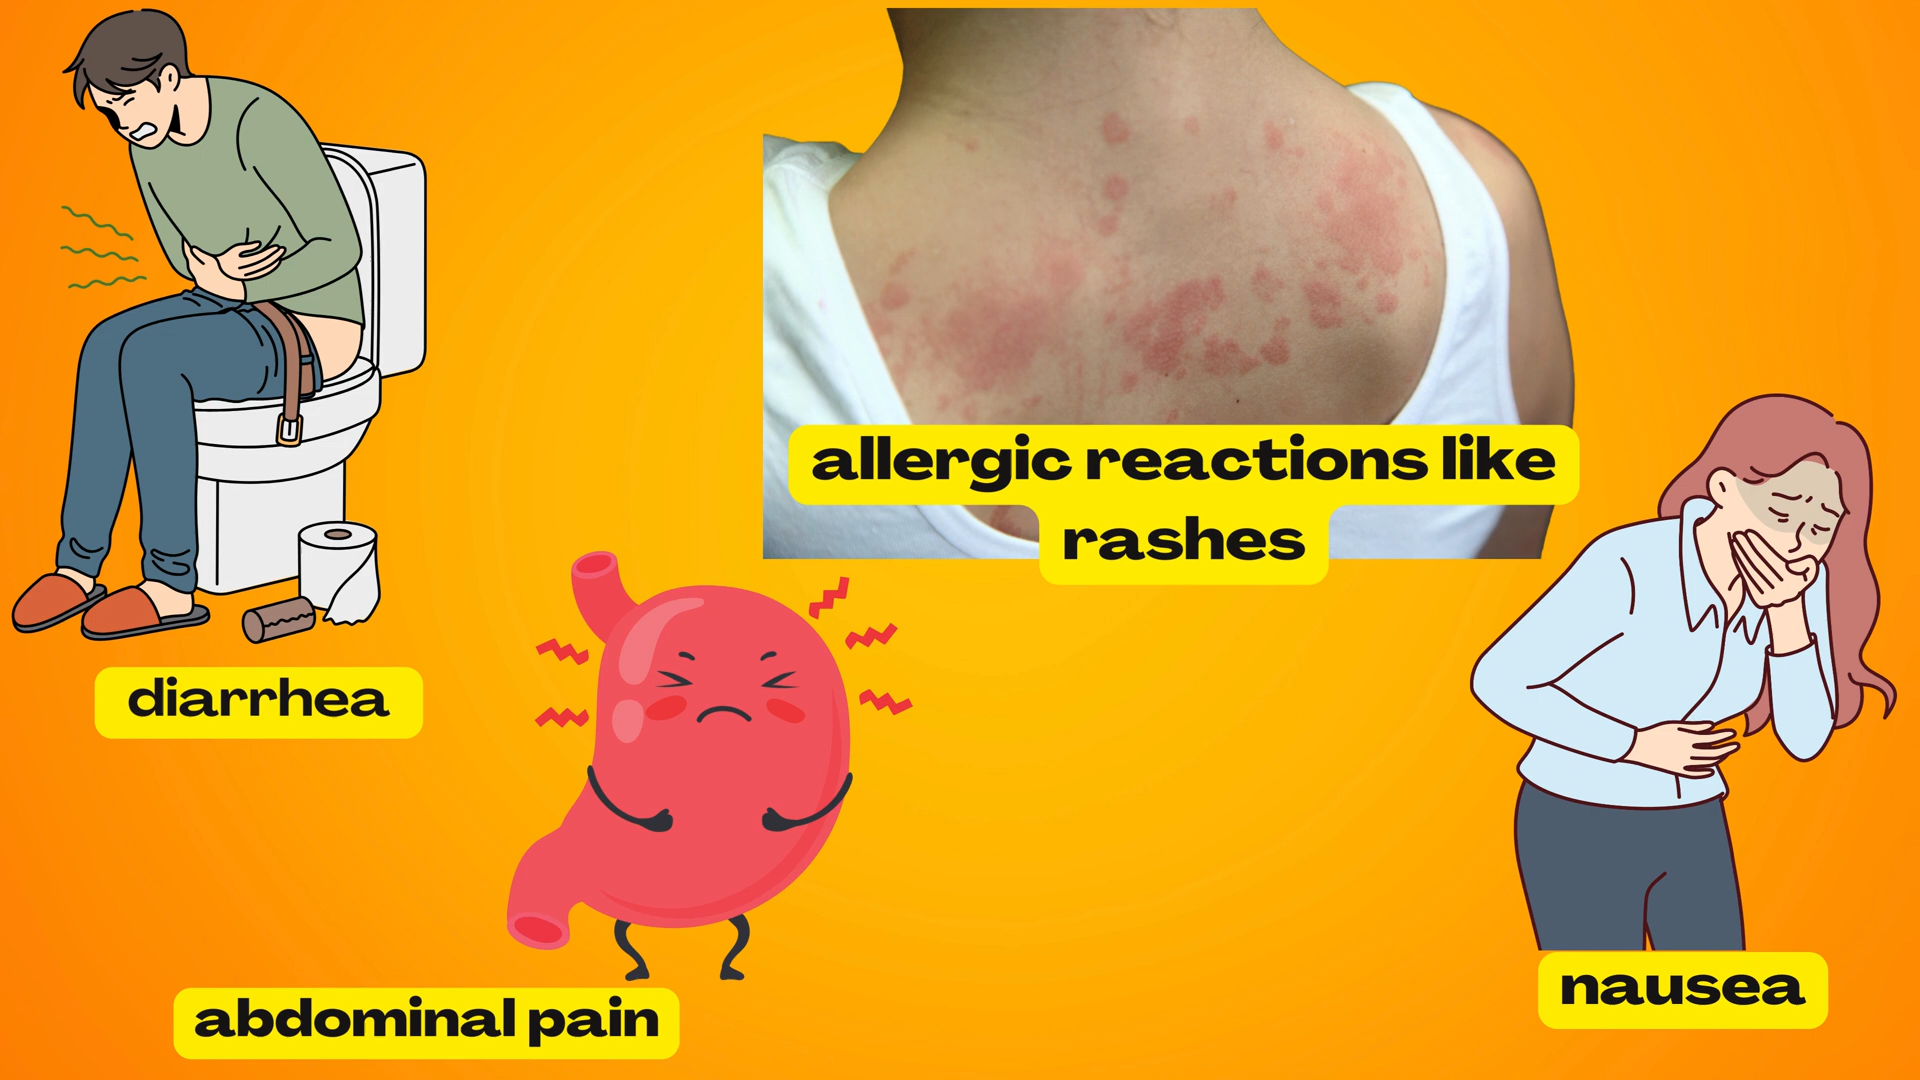 allergic reactions like
rashes
diarrhea
nausea
abdominal pain